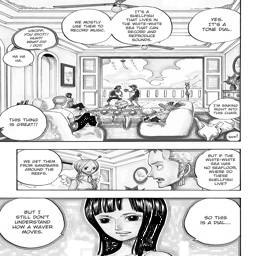 YES.
IT'S A
TONE DIAL.
IT'S A
SHELLFISH
THAT LIVES
IN THE
WHITE-WHITE
SEA THAT CAN
RECORD AND
REPRODUCE
SOUNDS.
WE MOSTLY
USE THEM TO
RECORD MUSIC.
HA HA
HA.
I'M SINKING
RIGHT INTO
THIS CHAIR.
THIS THING
IS GREAT!!
BUT IF THE
WHITE-WHITE
SEA HAS
NO SEAFLOOR,
WHERE DO
THESE
SHELLFISH
LIVE?
WE GET THEM
FROM SANDBARS
AROUND
THE REEFS.
SO THIS
IS A DIAL...
BUT I
STILL DON'T
UNDERSTAND
HOW A WAVER
MOVES.